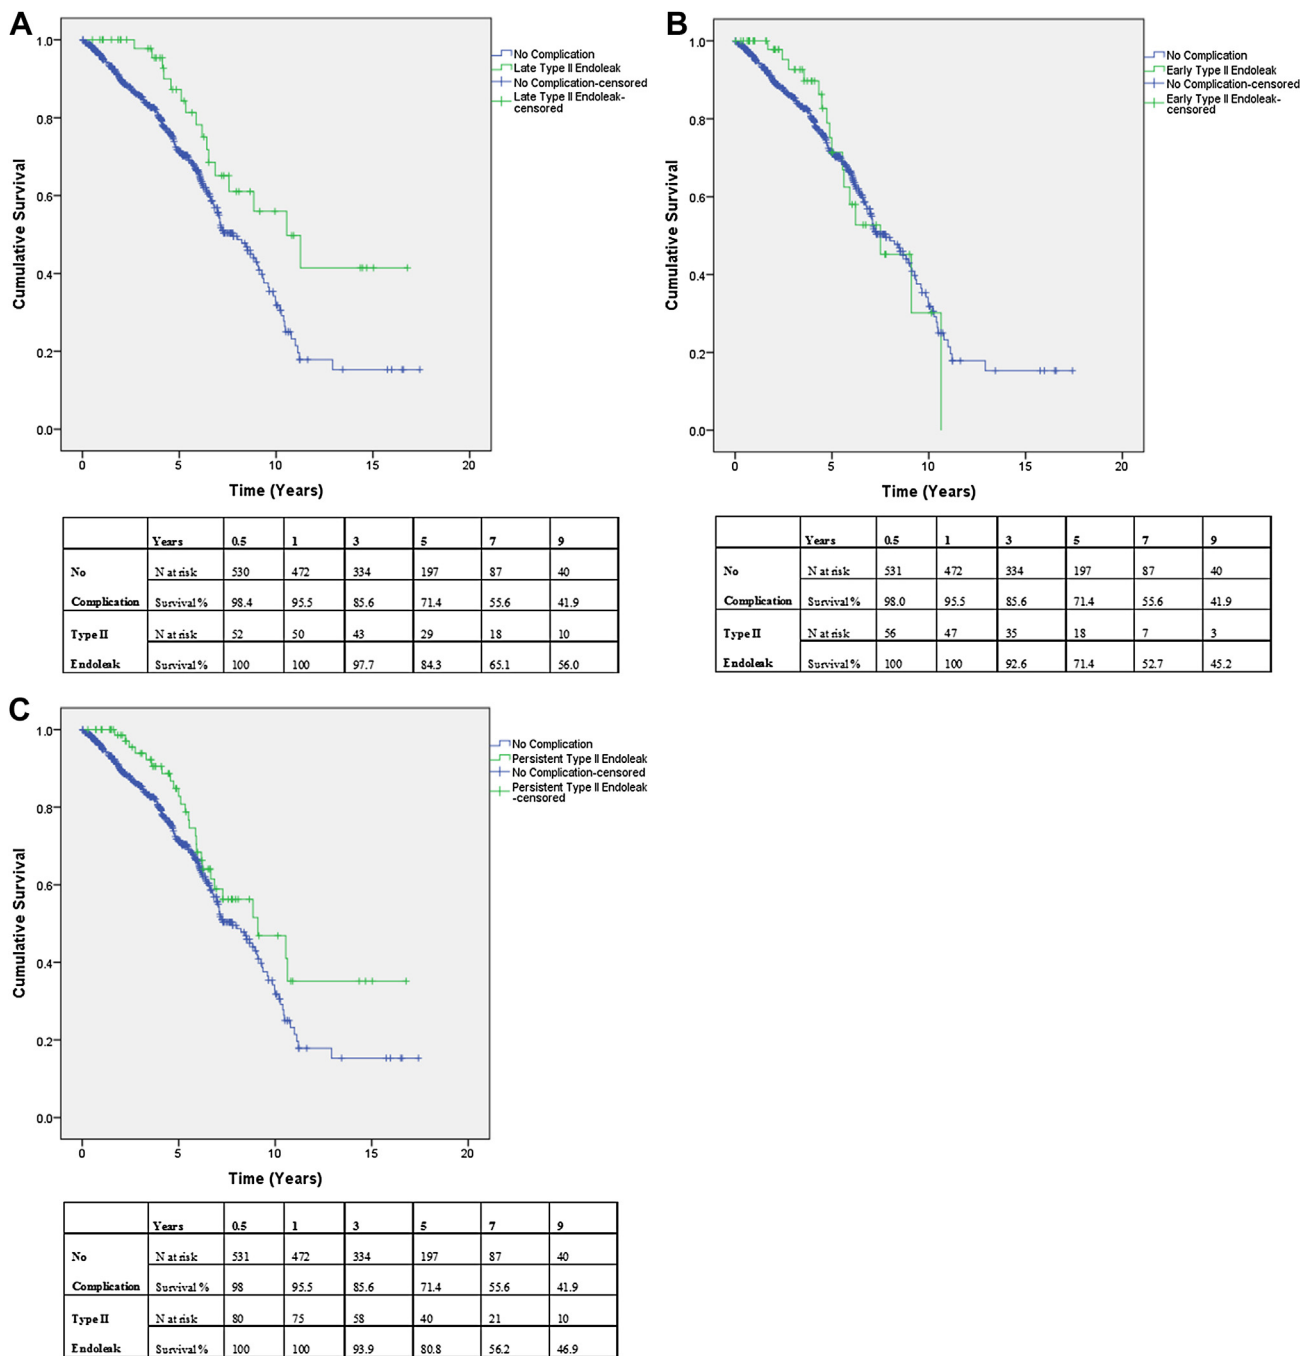 A
1.0
0.8
0.6
0.4
0.2
0.0
Cumulative Survival
0 5 10 15 20
Time (Years)
No Complication
Late Type II Endoleak
No Complication-censored
Late Type II Endoleak-
censored
Years 0.5 1 3 5 7 9
No N at risk 530 472 334 197 87 40
Complication Survival % 98.4 95.5 85.6 71.4 55.6 41.9
Type II N at risk 52 50 43 29 18 10
Endoleak Survival % 100 100 97.7 84.3 65.1 56.0
B
1.0
0.8
0.6
0.4
0.2
0.0
Cumulative Survival
0 5 10 15 20
Time (Years)
No Complication
Early Type II Endoleak
No Complication-censored
Early Type II Endoleak-
censored
Years 0.5 1 3 5 7 9
No N at risk 531 472 334 197 87 40
Complication Survival % 98.0 95.5 85.6 71.4 55.6 41.9
Type II N at risk 56 47 35 18 7 3
Endoleak Survival % 100 100 92.6 71.4 52.7 45.2
C
1.0
0.8
0.6
0.4
0.2
0.0
Cumulative Survival
0 5 10 15 20
Time (Years)
No Complication
Persistent Type II Endoleak
No Complication-censored
Persistent Type II Endoleak
-censored
Years 0.5 1 3 5 7 9
No N at risk 531 472 334 197 87 40
Complication Survival % 98 95.5 85.6 71.4 55.6 41.9
Type II N at risk 80 75 58 40 21 10
Endoleak Survival % 100 100 93.9 80.8 56.2 46.9